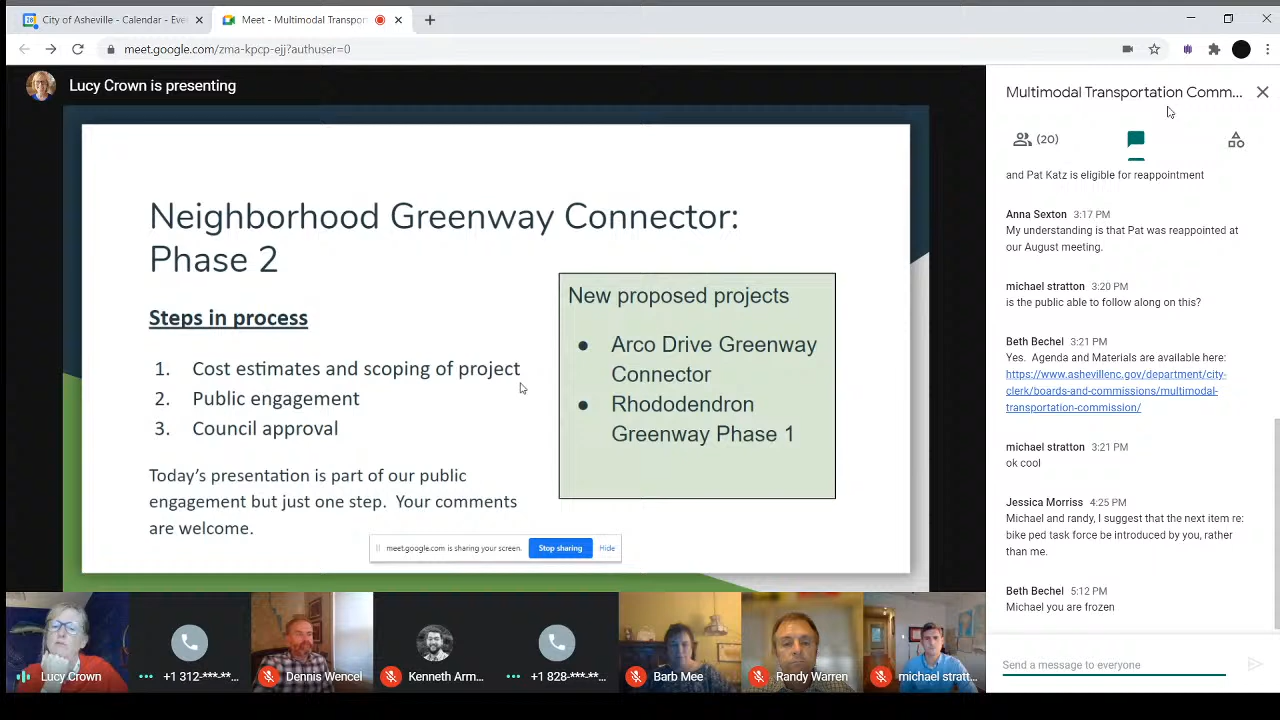 City of Asheville - Calendar - Eve
Meet - Multimodal Transpor
meet.google.com/zma-kpcp-ejj?authuser=0
Lucy Crown is presenting
Neighborhood Greenway Connector:
Phase 2
Steps in process
1. Cost estimates and scoping of project
2. Public engagement
3. Council approval
Today's presentation is part of our public
engagement but just one step. Your comments
are welcome.
New proposed projects
● Arco Drive Greenway
Connector
● Rhododendron
Greenway Phase 1
meet.google.com is sharing your screen.
Stop sharing
Hide
Lucy Crown
+1 312-***-**...
Dennis Wencel
Kenneth Arm...
+1 828-***-**...
Barb Mee
Randy Warren
michael stratt...
Multimodal Transportation Comm...
(20)
and Pat Katz is eligible for reappointment
Anna Sexton 3:17 PM
My understanding is that Pat was reappointed at
our August meeting.
michael stratton 3:20 PM
is the public able to follow along on this?
Beth Bechel 3:21 PM
Yes. Agenda and Materials are available here:
https://www.ashevillenc.gov/department/city-
clerk/boards-and-commissions/multimodal-
transportation-commission/
michael stratton 3:21 PM
ok cool
Jessica Morriss 4:25 PM
Michael and randy, I suggest that the next item re:
bike ped task force be introduced by you, rather
than me.
Beth Bechel 5:12 PM
Michael you are frozen
Send a message to everyone